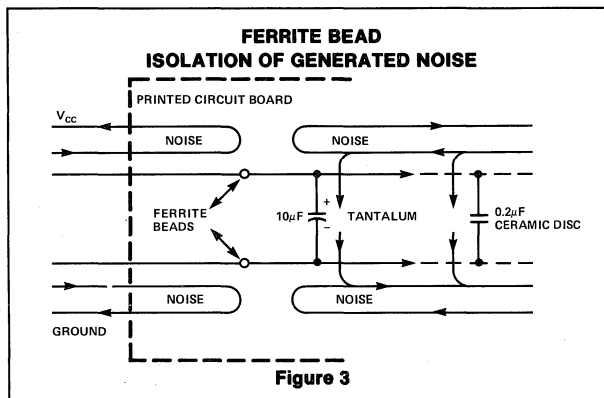 FERRITE BEAD
ISOLATION OF GENERATED NOISE
PRINTED CIRCUIT BOARD
VCC
NOISE
NOISE
FERRITE
BEADS
10μF
+
−
TANTALUM
0.2μF
CERAMIC DISC
NOISE
NOISE
GROUND
Figure 3